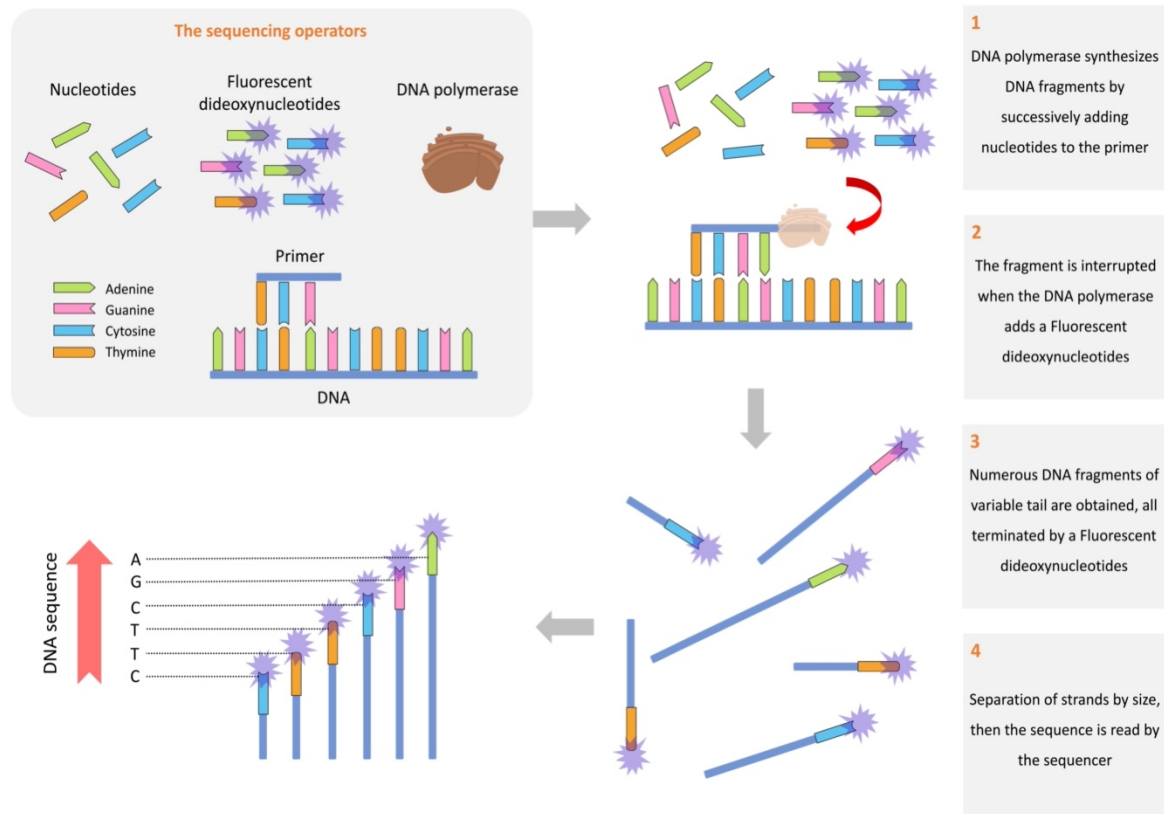 The sequencing operators
Nucleotides
Fluorescent
dideoxynucleotides
DNA polymerase
Primer
Adenine
Guanine
Cytosine
Thymine
DNA
1
DNA polymerase synthesizes
DNA fragments by
successively adding
nucleotides to the primer
2
The fragment is interrupted
when the DNA polymerase
adds a Fluorescent
dideoxynucleotides
3
Numerous DNA fragments of
variable tail are obtained, all
terminated by a Fluorescent
dideoxynucleotides
4
Separation of strands by size,
then the sequence is read by
the sequencer
DNA sequence
A
G
C
T
T
C